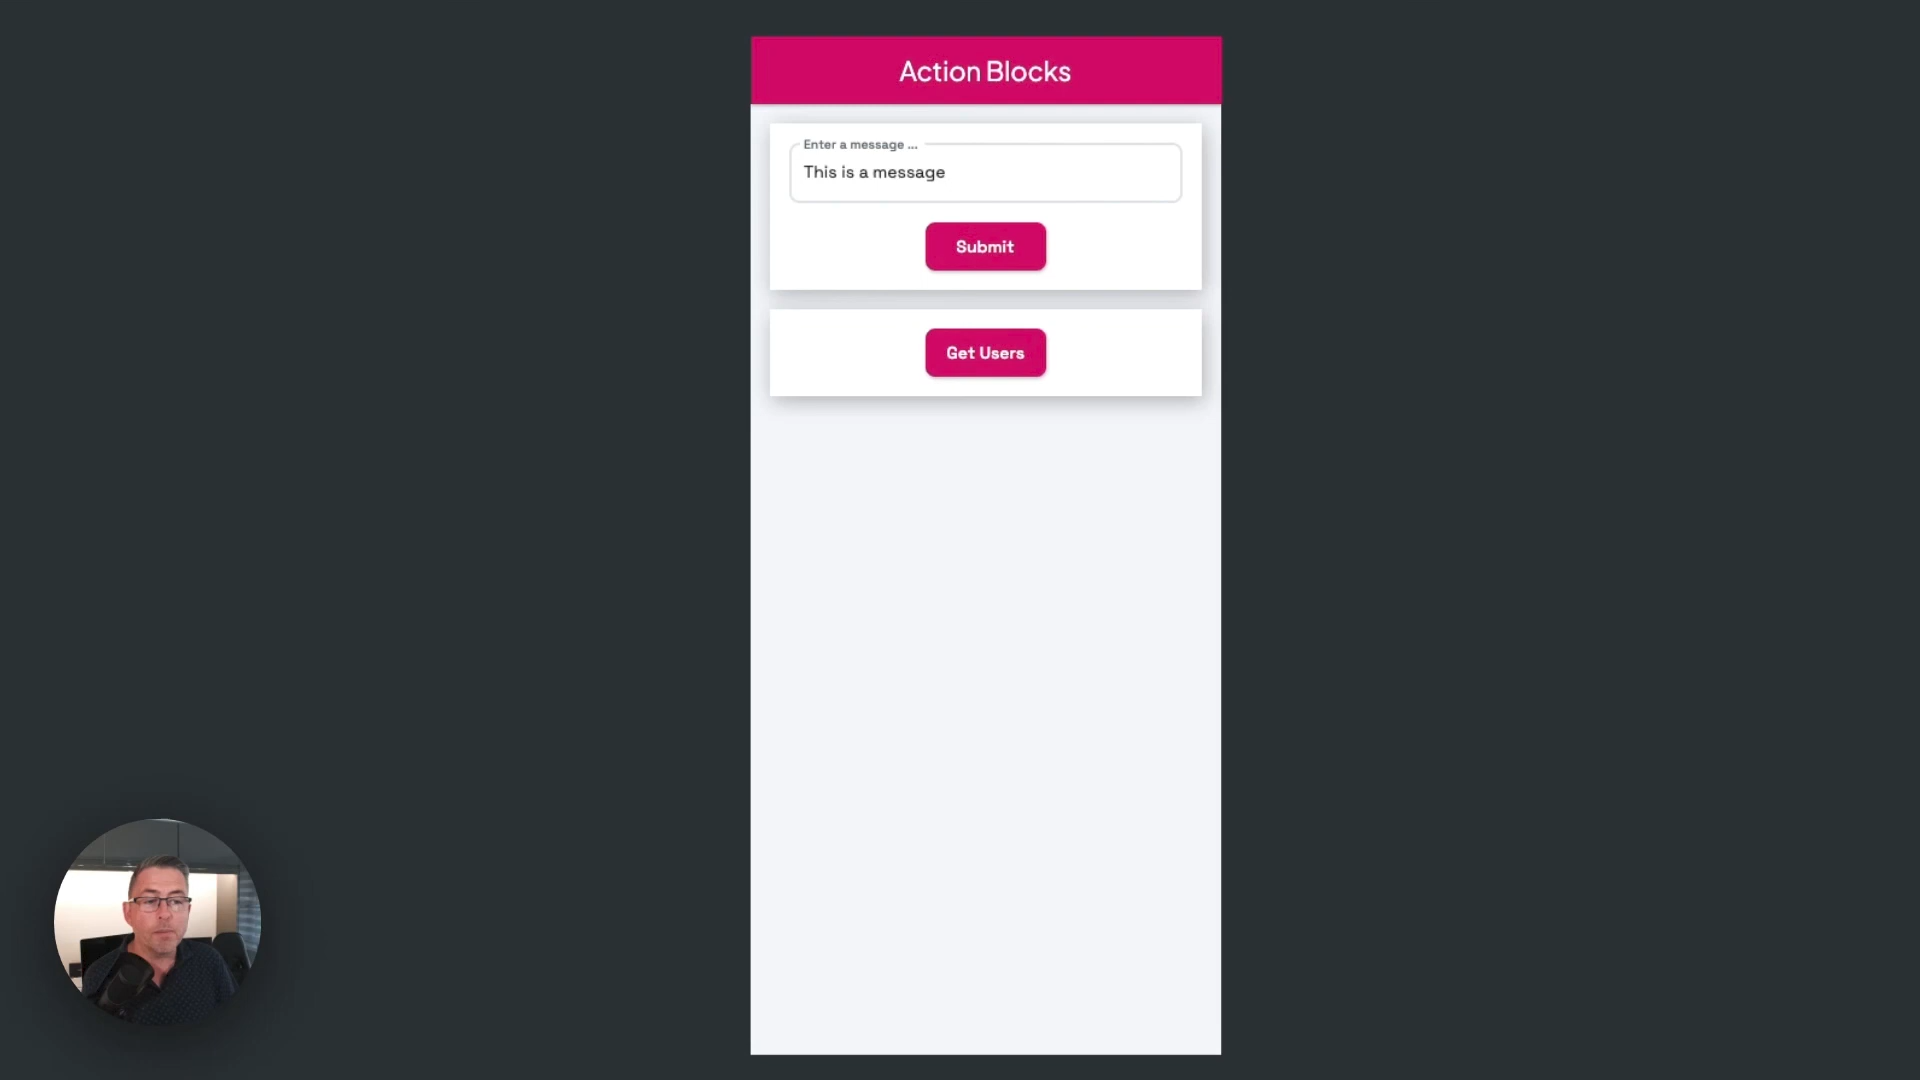 Action Blocks
Enter a message ...
This is a message
Submit
Get Users